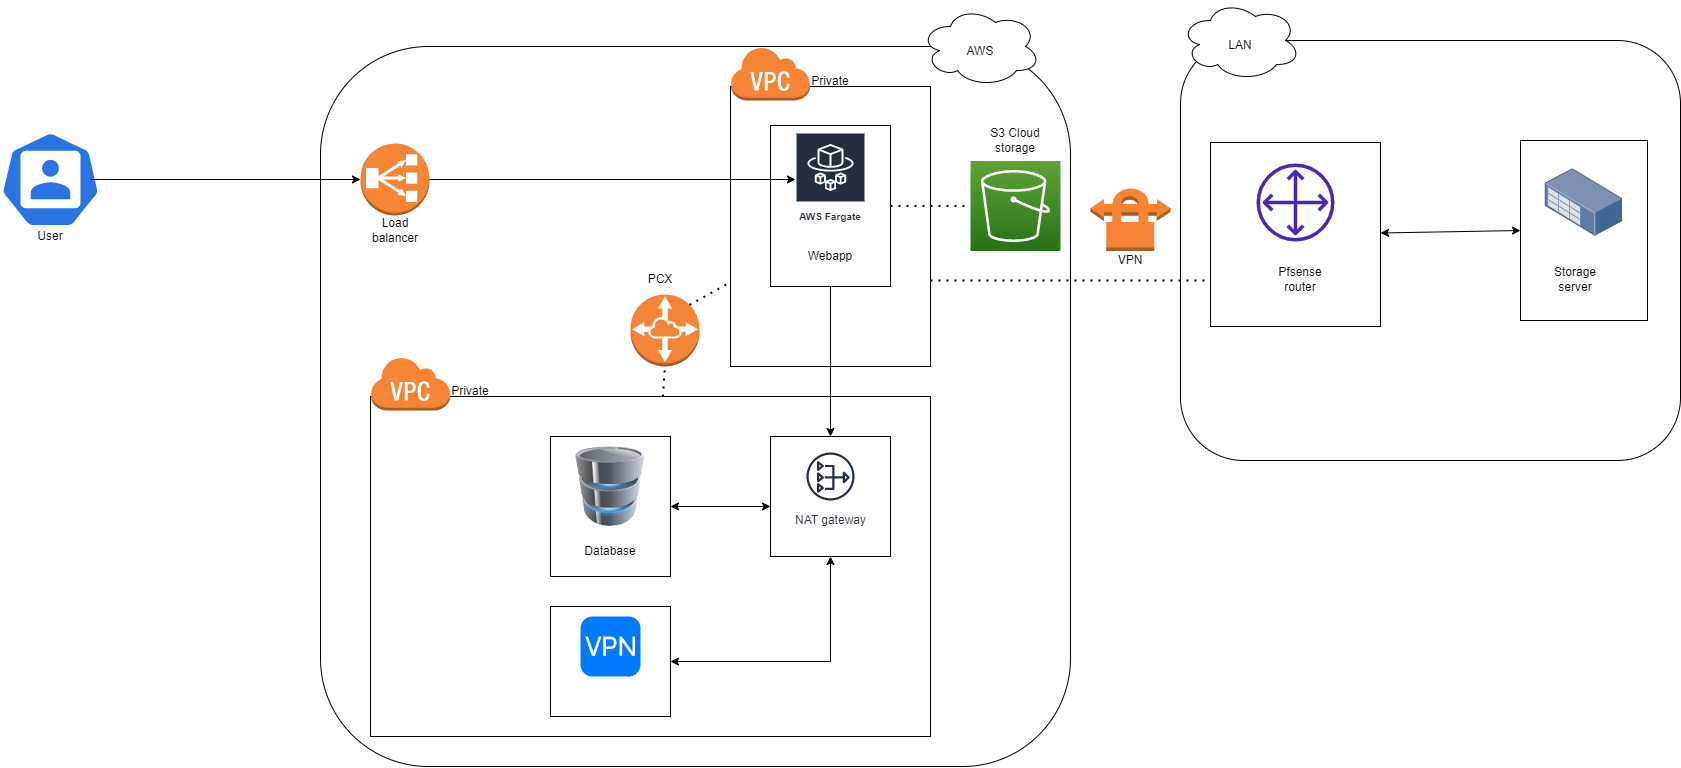 AWS
LAN
VPC
Private
S3 Cloud
storage
AWS Fargate
Webapp
User
Load
balancer
VPN
Pfsense
router
Storage
server
PCX
VPC
Private
Database
NAT gateway
VPN